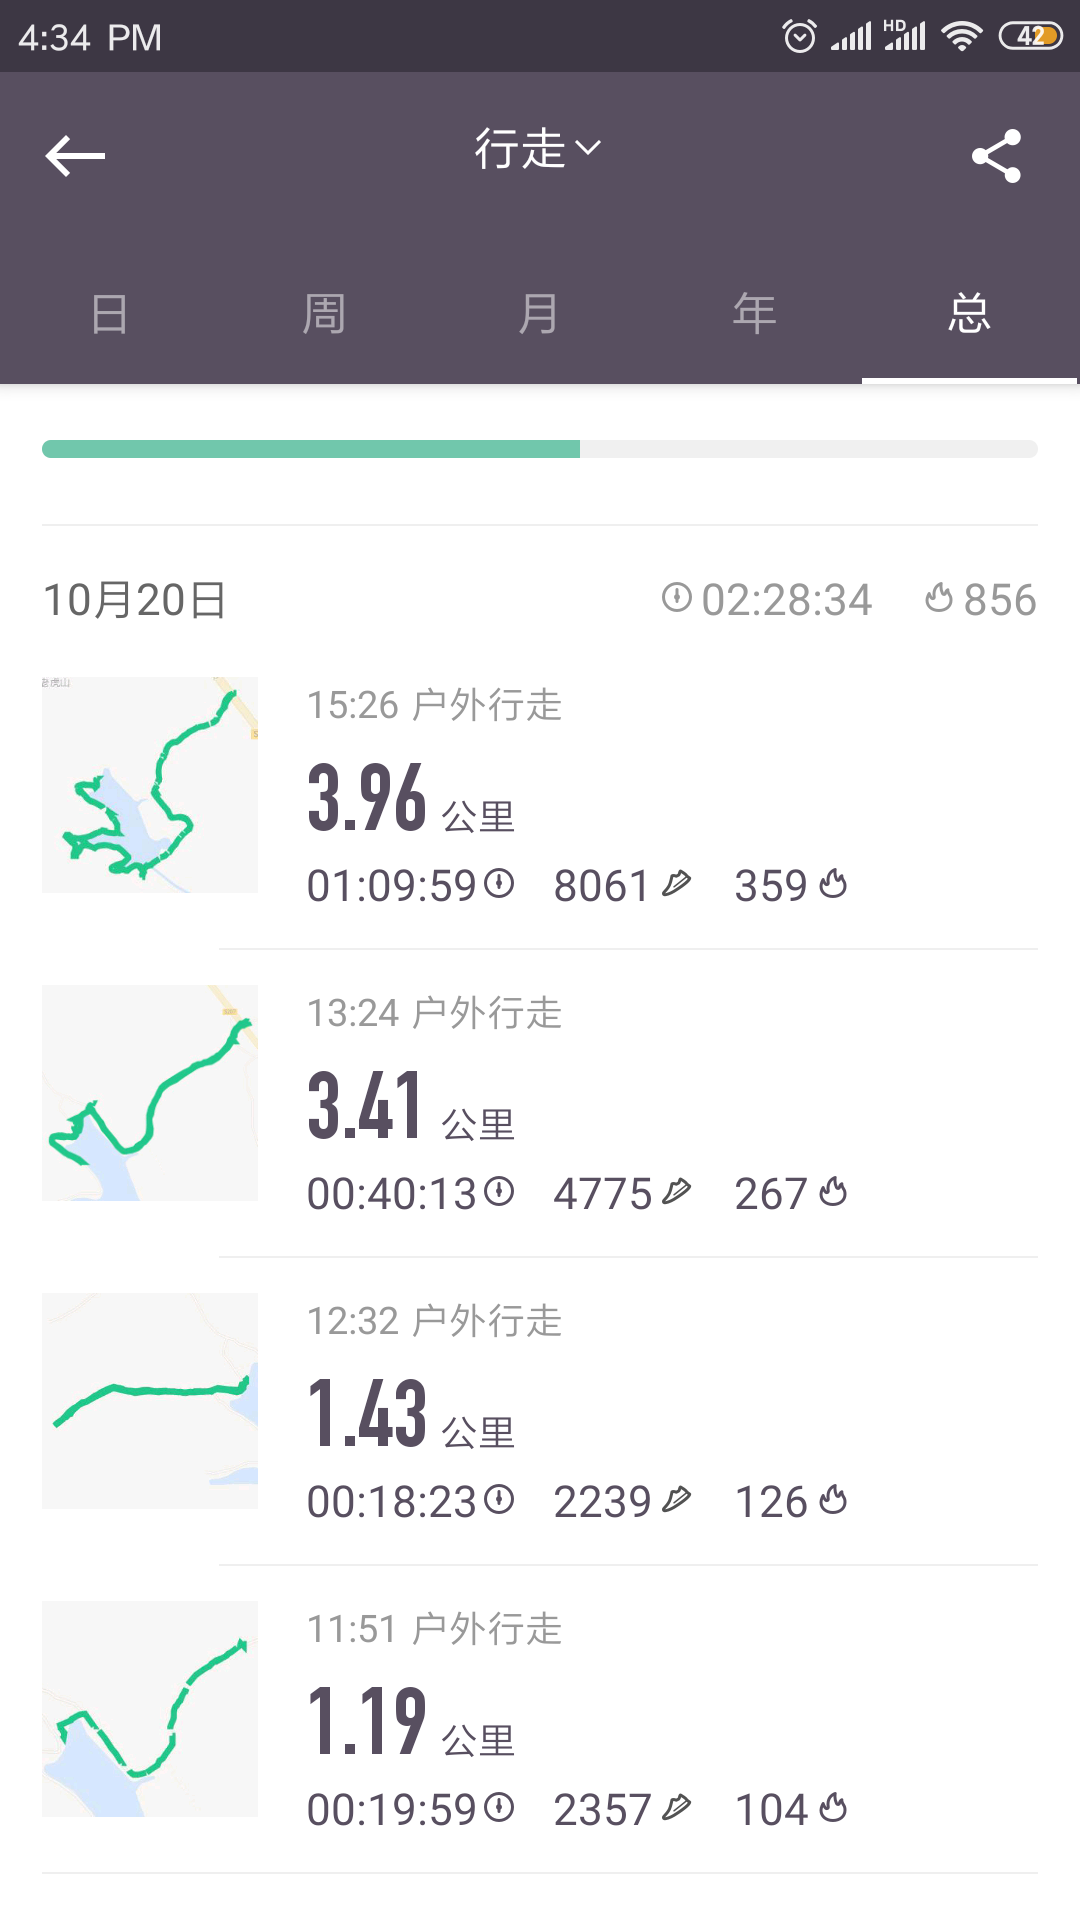 4:34 PM HD 42
行走
日 周 月 年 总
10月20日 02:28:34 856
老虎山
15:26 户外行走
3.96 公里
01:09:59 8061 359
13:24 户外行走
3.41 公里
00:40:13 4775 267
12:32 户外行走
1.43 公里
00:18:23 2239 126
11:51 户外行走
1.19 公里
00:19:59 2357 104